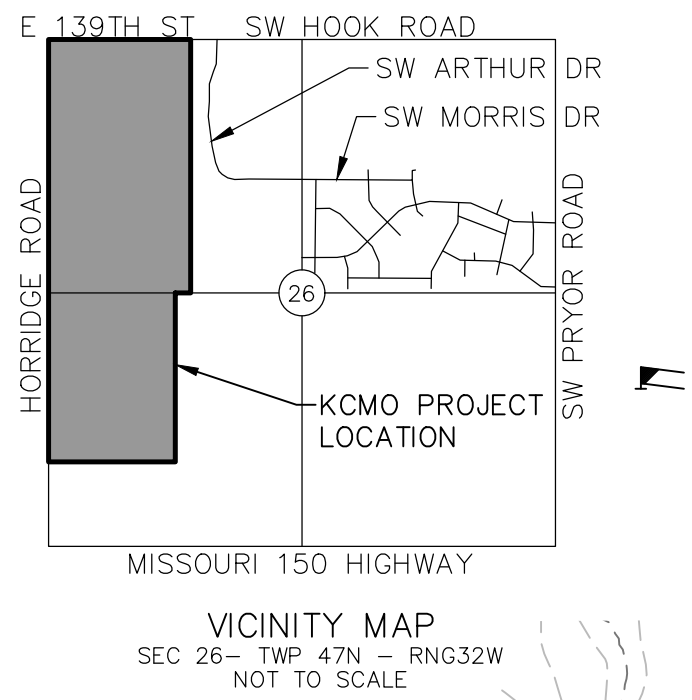 E 139TH ST SW HOOK ROAD
SW ARTHUR DR
SW MORRIS DR
HORRIDGE ROAD
SW PRYOR ROAD
26
KCMO PROJECT
LOCATION
MISSOURI 150 HIGHWAY
VICINITY MAP
SEC 26– TWP 47N – RNG32W
NOT TO SCALE